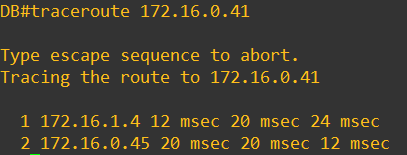 DB#traceroute 172.16.0.41
Type escape sequence to abort.
Tracing the route to 172.16.0.41
1 172.16.1.4 12 msec 20 msec 24 msec
2 172.16.0.45 20 msec 20 msec 12 msec